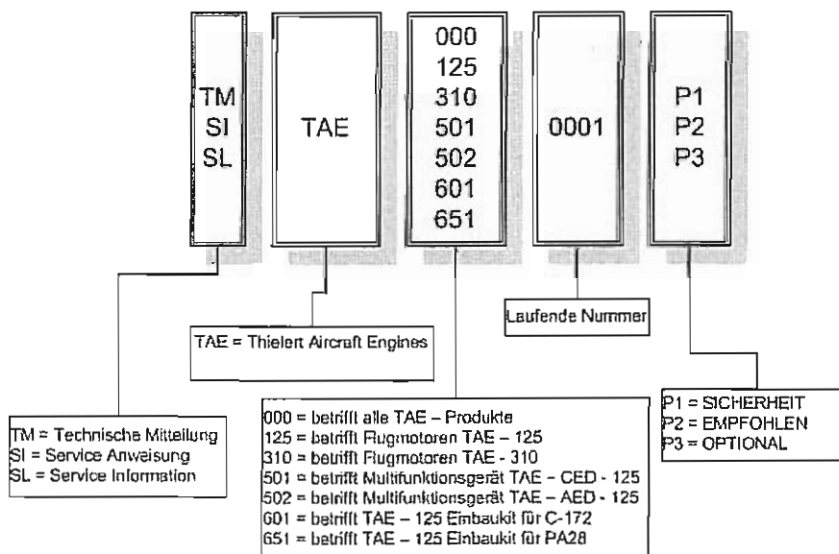 TM
SI
SL
TAE
000
125
310
501
502
601
651
0001
P1
P2
P3
TAE = Thielert Aircraft Engines
Laufende Nummer
TM = Technische Mitteilung
SI = Service Anweisung
SL = Service Information
000 = betrifft alle TAE – Produkte
125 = betrifft Flugmotoren TAE – 125
310 = betrifft Flugmotoren TAE - 310
501 = betrifft Multifunktionsgerät TAE – CED - 125
502 = betrifft Multifunktionsgerät TAE – AED - 125
601 = betrifft TAE – 125 Einbaukit für C-172
651 = betrifft TAE – 125 Einbaukit für PA28
P1 = SICHERHEIT
P2 = EMPFOHLEN
P3 = OPTIONAL